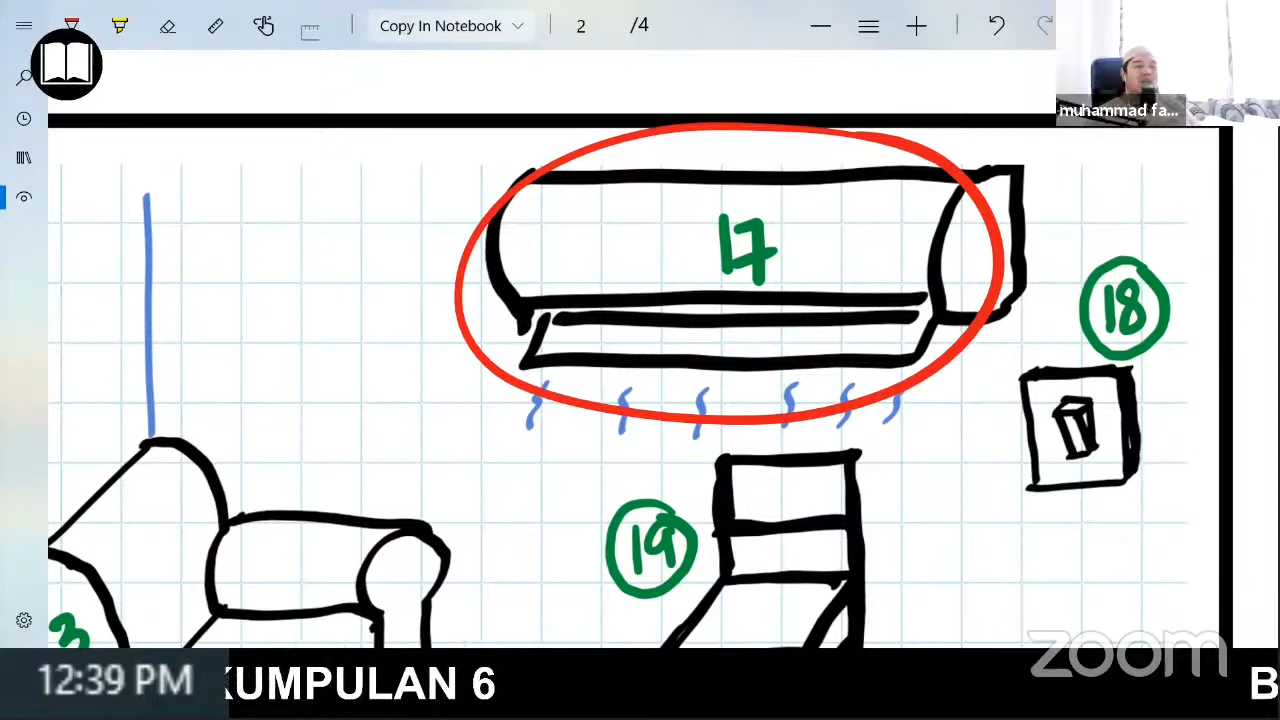 Copy In Notebook
2 /4
muhammad fa...
17
18
19
3
zoom
12:39 PM
KUMPULAN 6
B